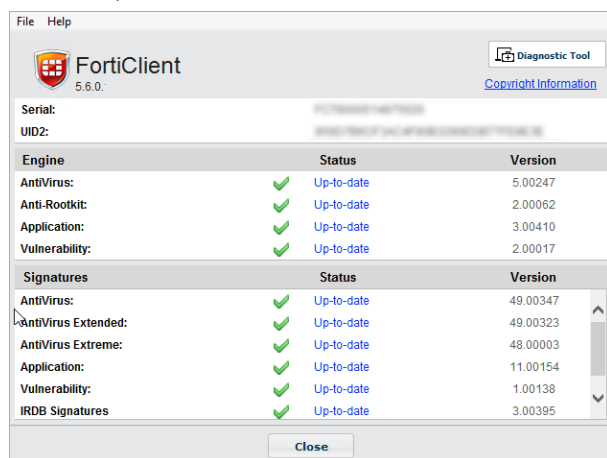 File Help
FortiClient
5.6.0.
Diagnostic Tool
Copyright Information
Serial:
UID2:
Engine Status Version
AntiVirus: Up-to-date 5.00247
Anti-Rootkit: Up-to-date 2.00062
Application: Up-to-date 3.00410
Vulnerability: Up-to-date 2.00017
Signatures Status Version
AntiVirus: Up-to-date 49.00347
AntiVirus Extended: Up-to-date 49.00323
AntiVirus Extreme: Up-to-date 48.00003
Application: Up-to-date 11.00154
Vulnerability: Up-to-date 1.00138
IRDB Signatures Up-to-date 3.00395
Close